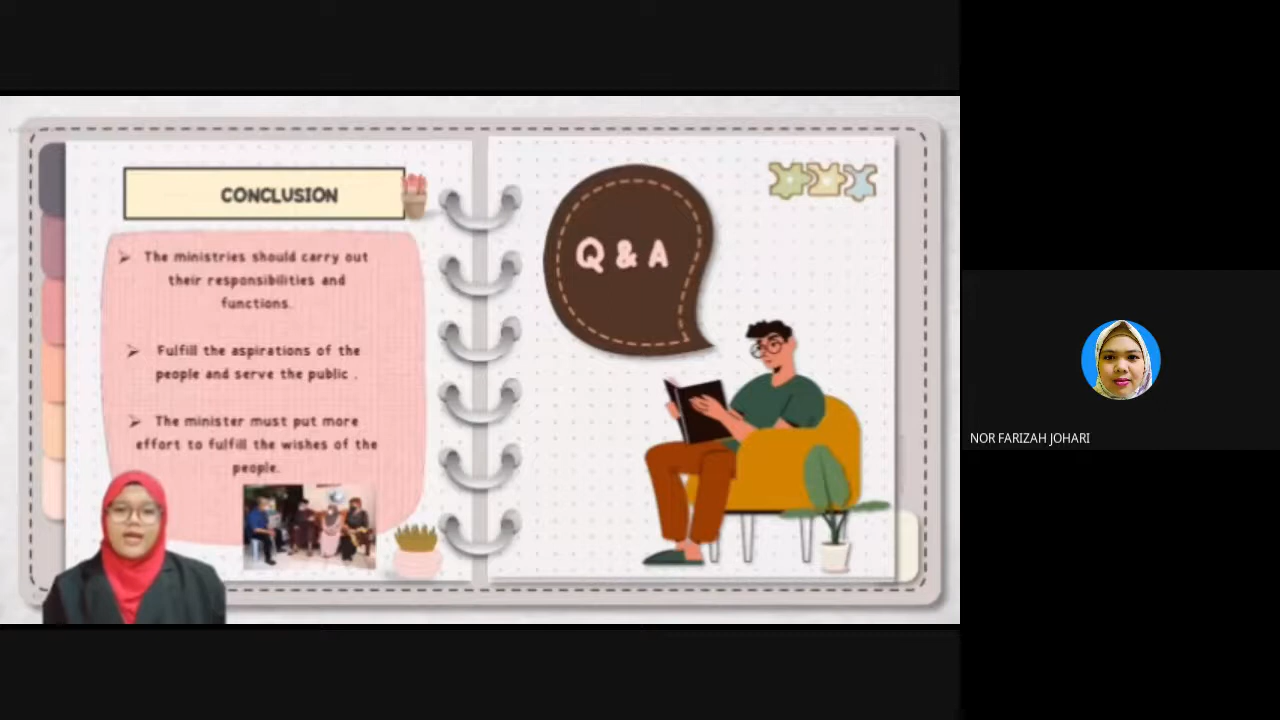 CONCLUSION
➢ The ministries should carry out
their responsibilities and
functions.
➢ Fulfill the aspirations of the
people and serve the public .
➢ The minister must put more
effort to fulfill the wishes of the
people.
Q & A
NOR FARIZAH JOHARI